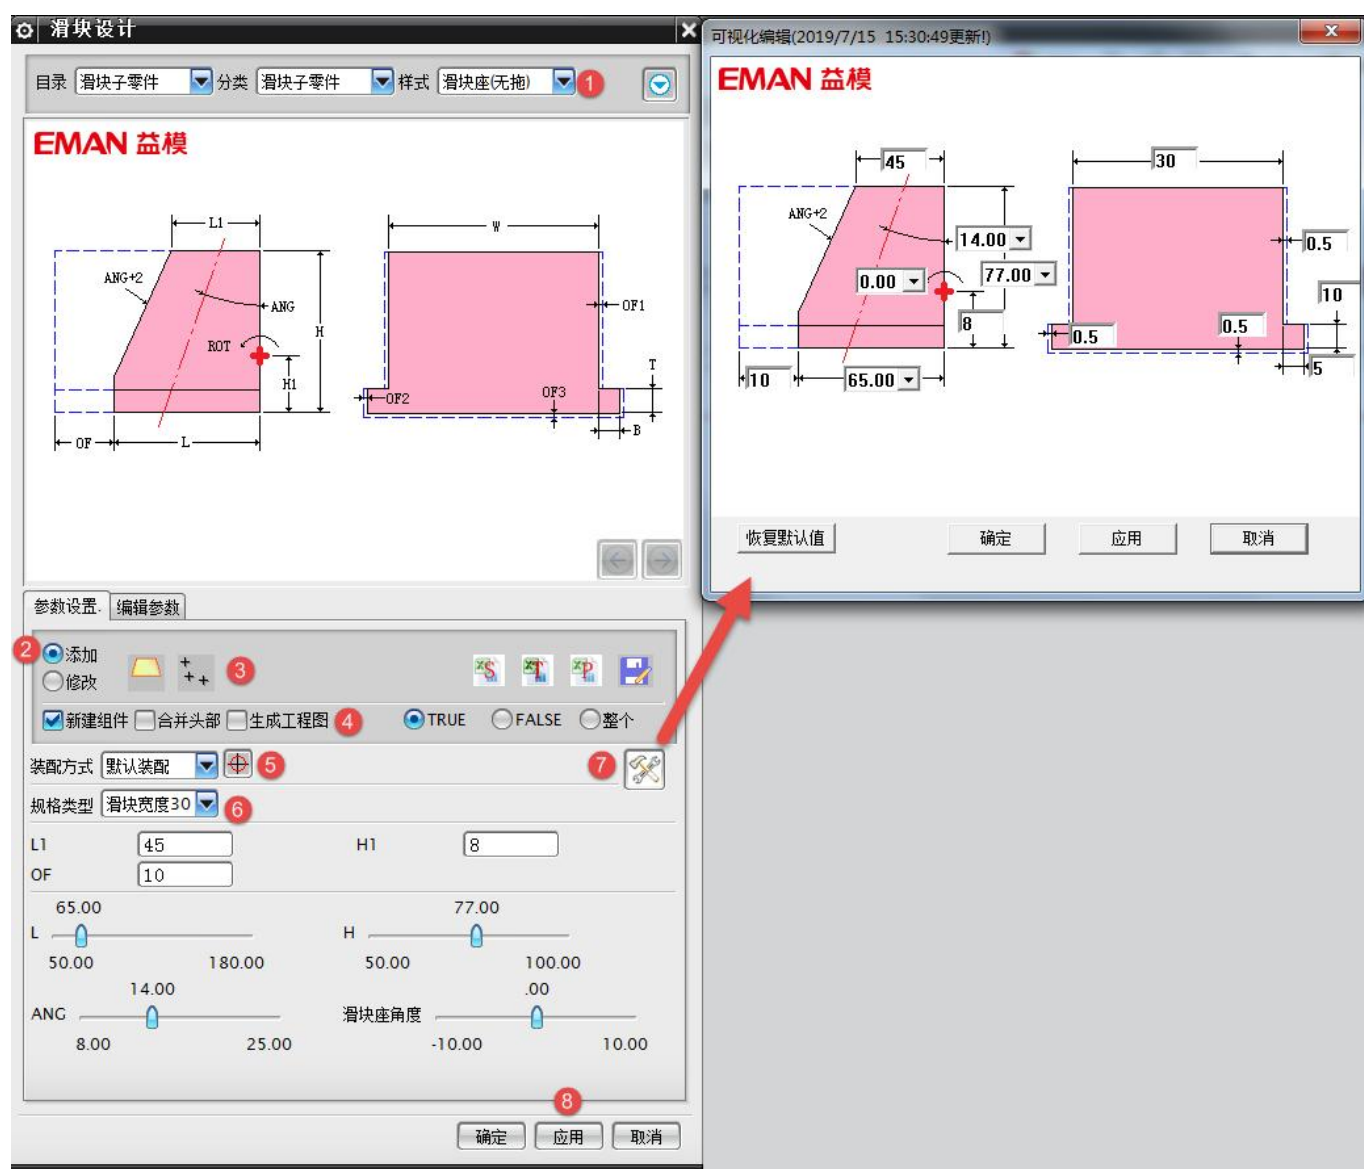 滑块设计
目录 滑块子零件 分类 滑块子零件 样式 滑块座(无拖) 1
EMAN 益模
L1
W
ANG+2
ANG
OF1
H
ROT
H1
T
OF2
OF3
OF
L
B
参数设置. 编辑参数
2 添加
修改
3
新建组件 合并头部 生成工程图 4 TRUE FALSE 整个
装配方式 默认装配 5 7
规格类型 滑块宽度30 6
L1 45 H1 8
OF 10
65.00 77.00
L H
50.00 180.00 50.00 100.00
14.00 .00
ANG 滑块座角度
8.00 25.00 -10.00 10.00
8
确定 应用 取消
可视化编辑(2019/7/15 15:30:49更新!)
EMAN 益模
45 30
ANG+2
14.00 0.5
0.00 77.00
10
8 0.5 0.5
10 65.00 5
恢复默认值 确定 应用 取消